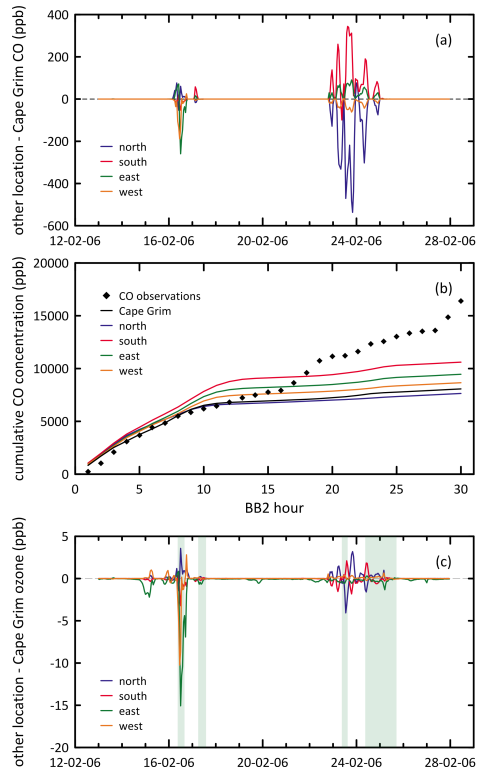 other location - Cape Grim CO (ppb)
400
200
0
-200
-400
-600
(a)
north
south
east
west
12-02-06 16-02-06 20-02-06 24-02-06 28-02-06
cumulative CO concentration (ppb)
20000
15000
10000
5000
0
(b)
CO observations
Cape Grim
north
south
east
west
0 5 10 15 20 25 30
BB2 hour
other location - Cape Grim ozone (ppb)
5
0
-5
-10
-15
-20
(c)
north
south
east
west
12-02-06 16-02-06 20-02-06 24-02-06 28-02-06